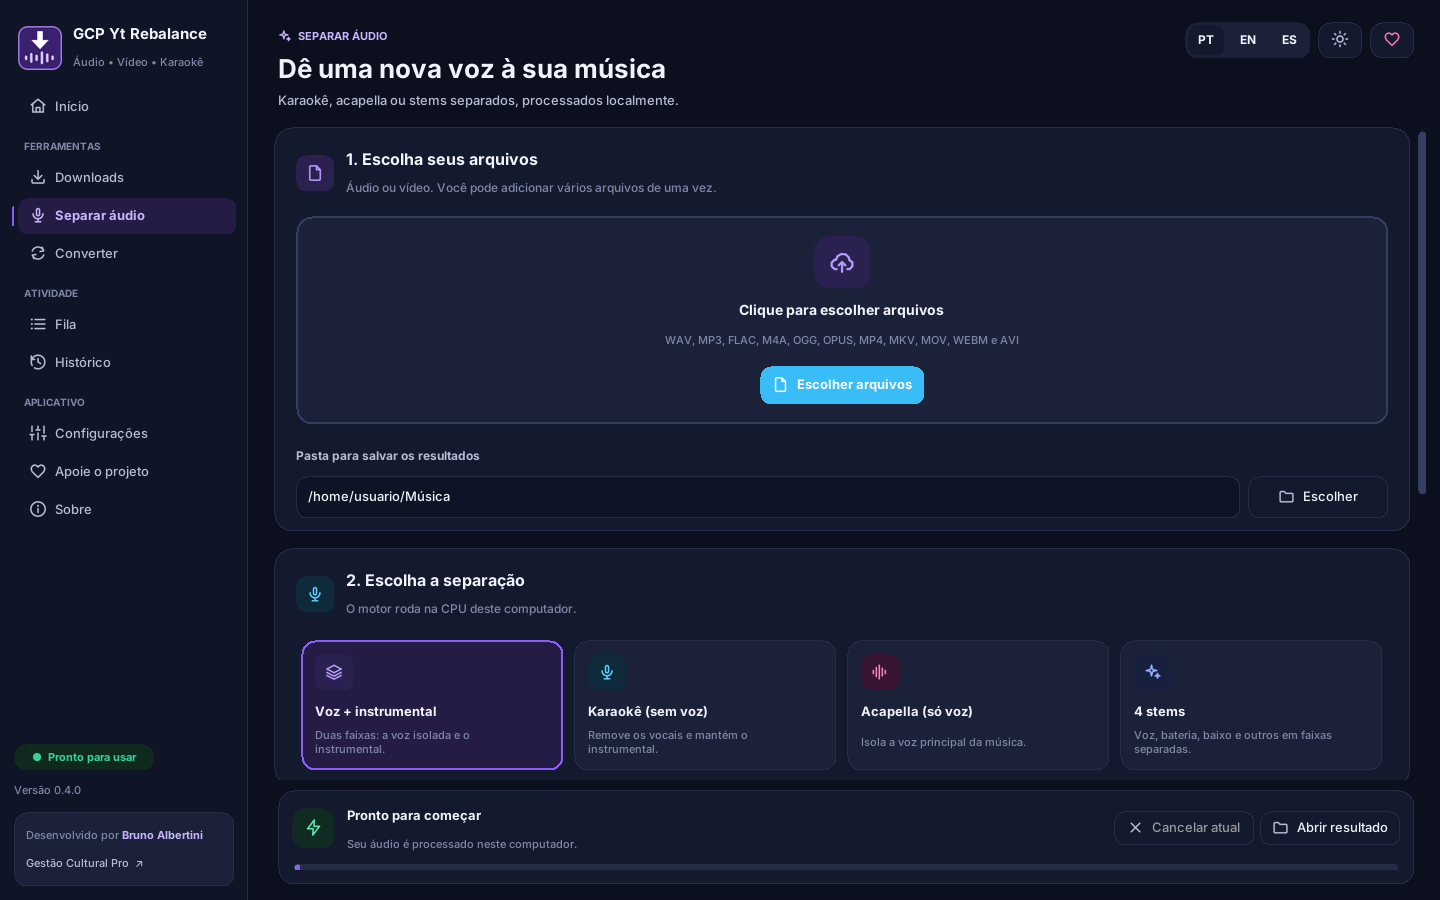 GCP Yt Rebalance
Áudio • Vídeo • Karaokê
Início
FERRAMENTAS
Downloads
Separar áudio
Converter
ATIVIDADE
Fila
Histórico
APLICATIVO
Configurações
Apoie o projeto
Sobre
Pronto para usar
Versão 0.4.0
Desenvolvido por Bruno Albertini
Gestão Cultural Pro ↗
SEPARAR ÁUDIO
Dê uma nova voz à sua música
Karaokê, acapella ou stems separados, processados localmente.
PT EN ES
1. Escolha seus arquivos
Áudio ou vídeo. Você pode adicionar vários arquivos de uma vez.
Clique para escolher arquivos
WAV, MP3, FLAC, M4A, OGG, OPUS, MP4, MKV, MOV, WEBM e AVI
Escolher arquivos
Pasta para salvar os resultados
/home/usuario/Música
Escolher
2. Escolha a separação
O motor roda na CPU deste computador.
Voz + instrumental
Duas faixas: a voz isolada e o
instrumental.
Karaokê (sem voz)
Remove os vocais e mantém o
instrumental.
Acapella (só voz)
Isola a voz principal da música.
4 stems
Voz, bateria, baixo e outros em faixas
separadas.
Pronto para começar
Seu áudio é processado neste computador.
Cancelar atual
Abrir resultado